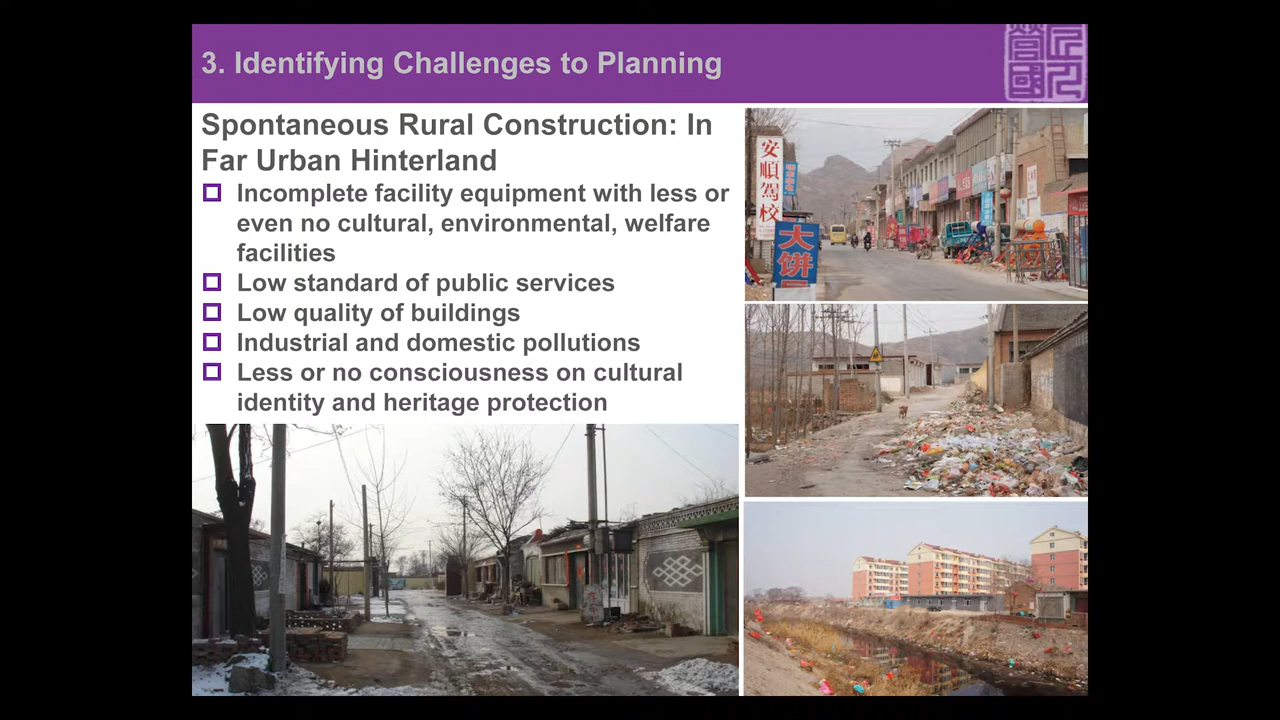 3. Identifying Challenges to Planning
Spontaneous Rural Construction: In
Far Urban Hinterland
Incomplete facility equipment with less or
even no cultural, environmental, welfare
facilities
Low standard of public services
Low quality of buildings
Industrial and domestic pollutions
Less or no consciousness on cultural
identity and heritage protection
安順駕校
大饼